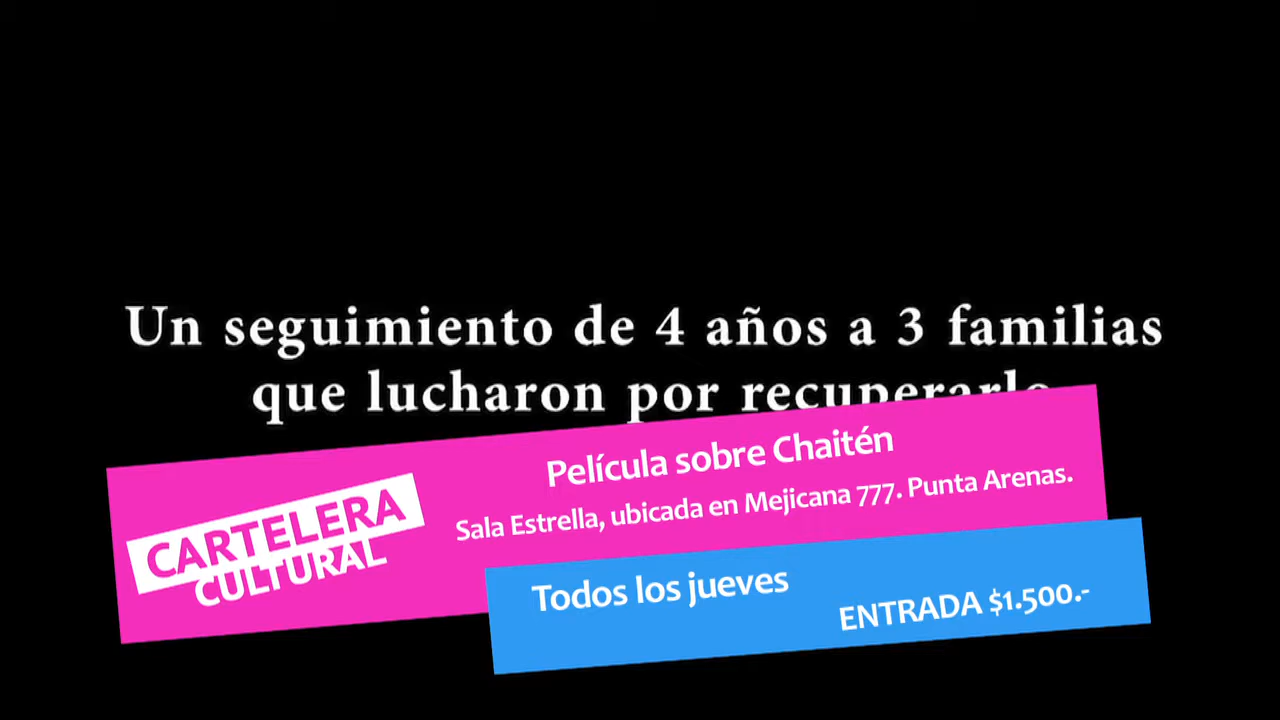 Un seguimiento de 4 años a 3 familias
que lucharon por recuperarlo
Película sobre Chaitén
Sala Estrella, ubicada en Mejicana 777. Punta Arenas.
CARTELERA
CULTURAL
Todos los jueves
ENTRADA $1.500.-